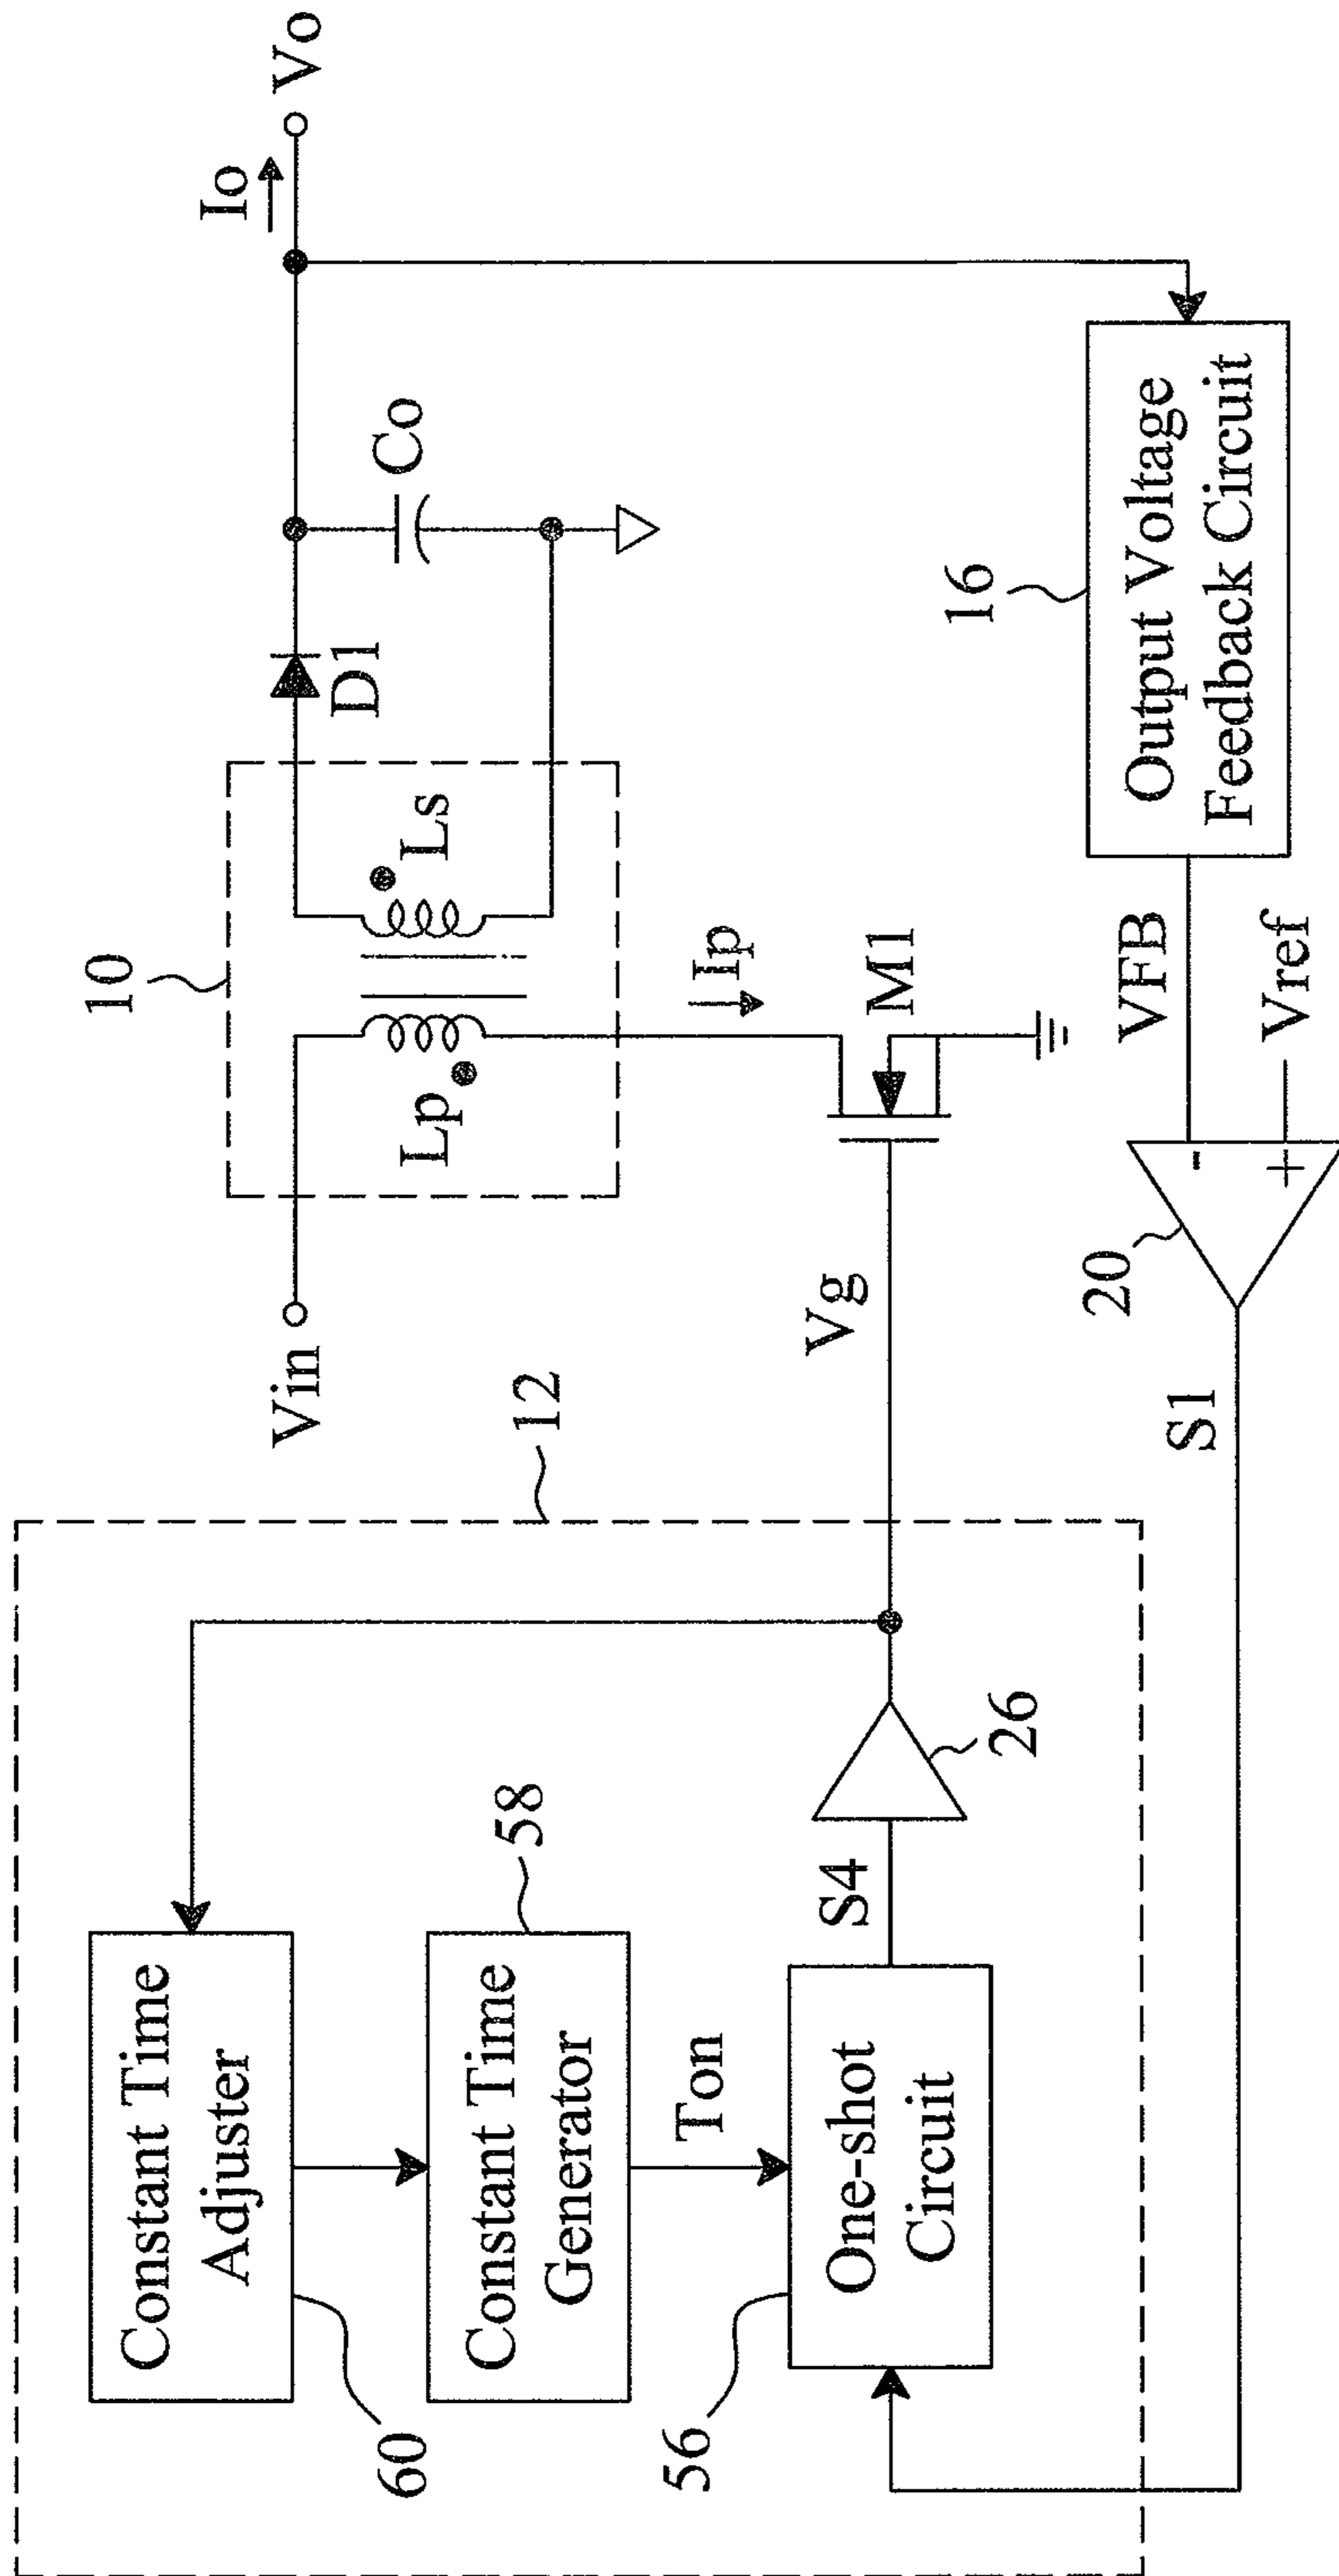 12
Constant Time
Adjuster
60
Constant Time
Generator
58
Ton
One-shot
Circuit
56
S4
26
Vg
Vin
10
Lp
Ls
D1
Co
Io
Vo
Ip
M1
16
Output Voltage
Feedback Circuit
VFB
Vref
-
+
20
S1